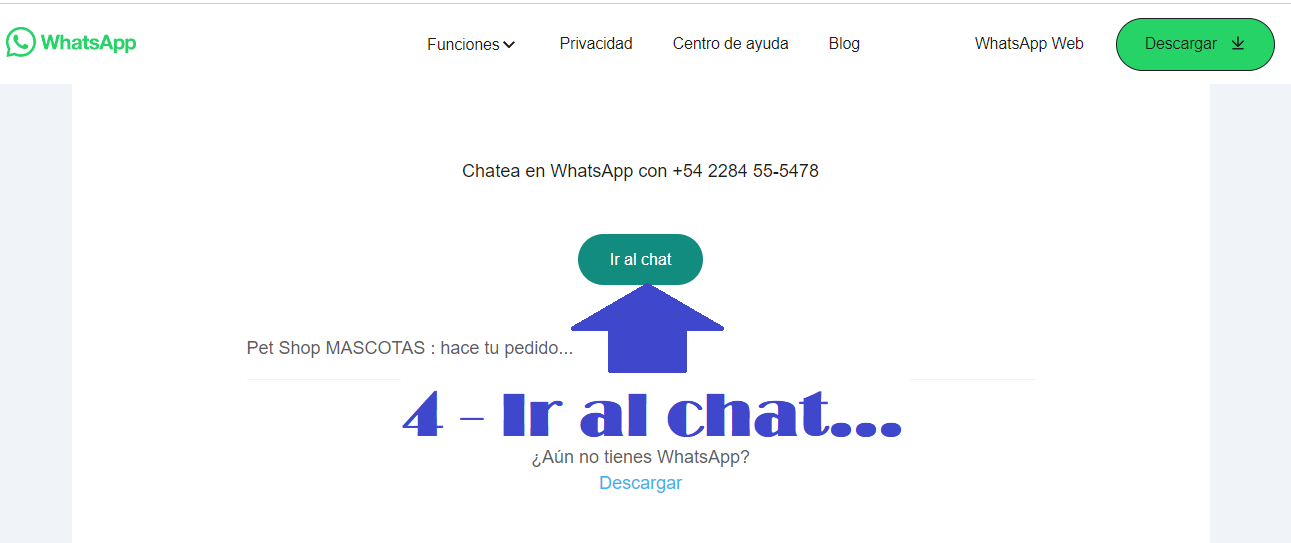 WhatsApp Funciones Privacidad Centro de ayuda Blog WhatsApp Web Descargar
Chatea en WhatsApp con +54 2284 55-5478
Ir al chat
Pet Shop MASCOTAS : hace tu pedido...
4 - Ir al chat...
¿Aún no tienes WhatsApp?
Descargar